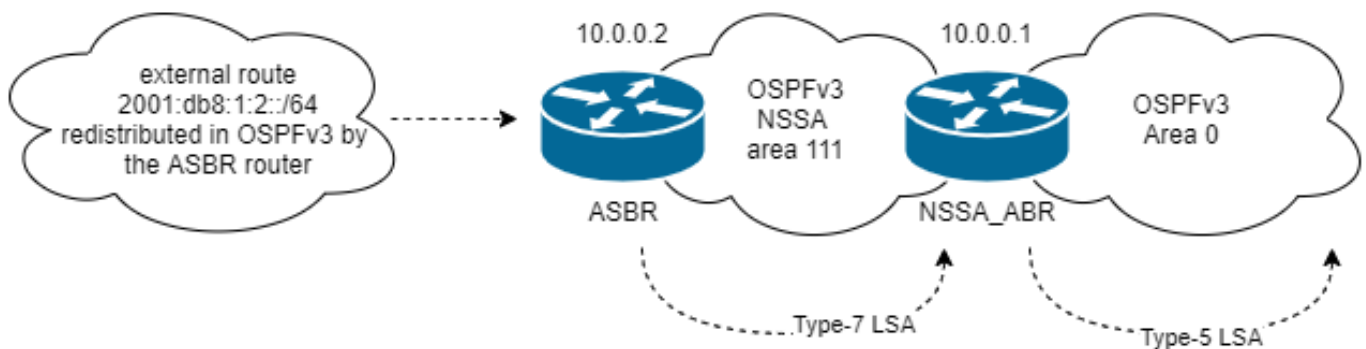 external route
2001:db8:1:2::/64
redistributed in OSPFv3 by
the ASBR router
10.0.0.2
ASBR
OSPFv3
NSSA
area 111
10.0.0.1
NSSA_ABR
OSPFv3
Area 0
Type-7 LSA
Type-5 LSA